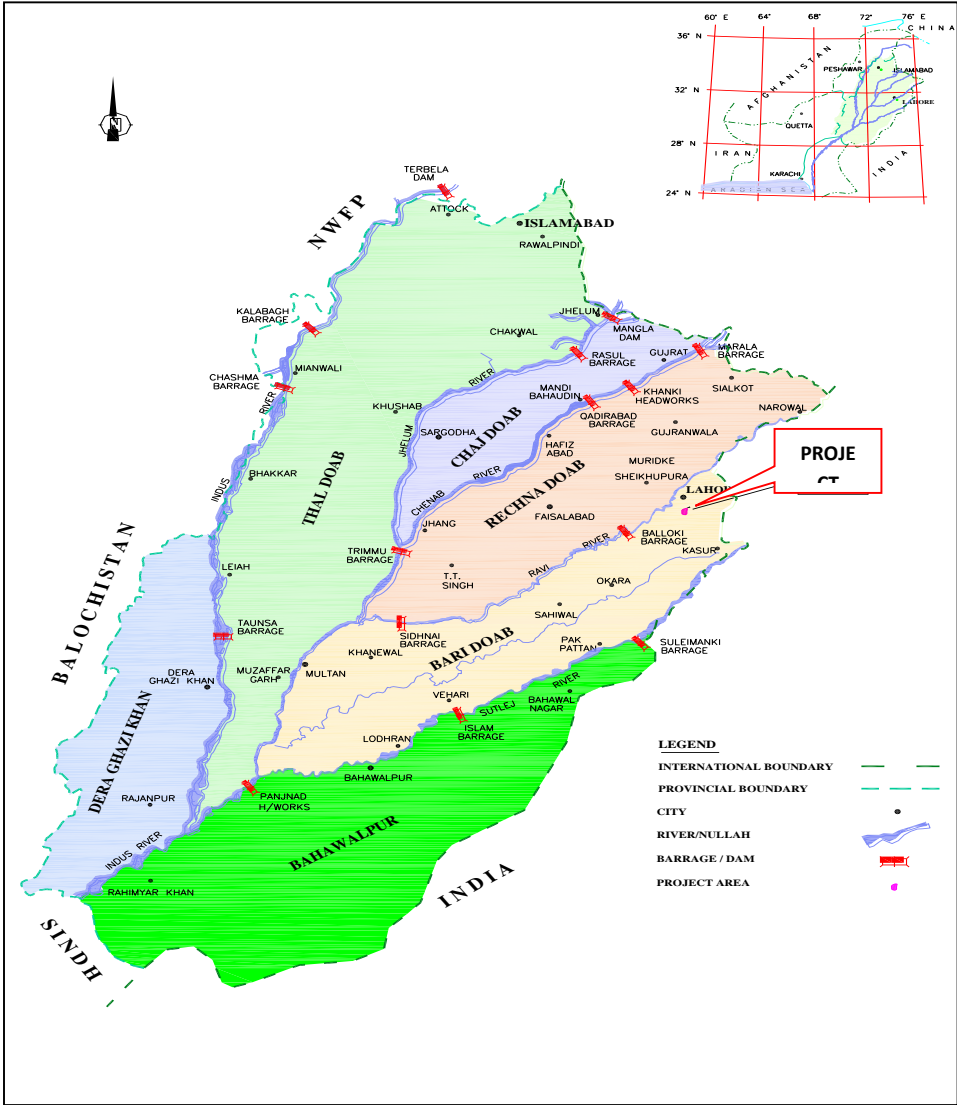 60° E
64°
68°
72°
76° E
CHINA
36° N
32°
28° N
24° N
AFGHANISTAN
PESHAWAR
ISLAMABAD
LAHORE
QUETTA
IRAN
INDIA
KARACHI
ARABIAN SEA
N
TERBELA
DAM
ATTOCK
ISLAMABAD
RAWALPINDI
NWFP
KALABAGH
BARRAGE
JHELUM
MANGLA
DAM
CHAKWAL
RASUL
BARRAGE
GUJRAT
MARALA
BARRAGE
MIANWALI
CHASHMA
BARRAGE
RIVER
INDUS
SIALKOT
KHANKI
HEADWORKS
MANDI
BAHAUDIN
QADIRABAD
BARRAGE
NAROWAL
KHUSHAB
JHELUM
RIVER
SARGODHA
CHAJ DOAB
HAFIZ
ABAD
GUJRANWALA
MURIDKE
SHEIKHUPURA
PROJE
CT
LAHOR
BHAKKAR
THAL DOAB
CHENAB
RIVER
RECHNA DOAB
FAISALABAD
JHANG
BALLOKI
BARRAGE
KASUR
TRIMMU
BARRAGE
T.T.
SINGH
RAVI
RIVER
OKARA
LEIAH
SAHIWAL
BALOCHISTAN
TAUNSA
BARRAGE
SIDHNAI
BARRAGE
BARI DOAB
PAK
PATTAN
SULEIMANKI
BARRAGE
KHANEWAL
MULTAN
MUZAFFAR
GARH
DERA
GHAZI KHAN
VEHARI
SUTLEJ
RIVER
BAHAWAL
NAGAR
ISLAM
BARRAGE
LODHRAN
BAHAWALPUR
DERA GHAZI KHAN
RAJANPUR
PANJNAD
H/WORKS
INDUS RIVER
BAHAWALPUR
RAHIMYAR KHAN
INDIA
SINDH
LEGEND
INTERNATIONAL BOUNDARY
PROVINCIAL BOUNDARY
CITY
RIVER/NULLAH
BARRAGE / DAM
PROJECT AREA